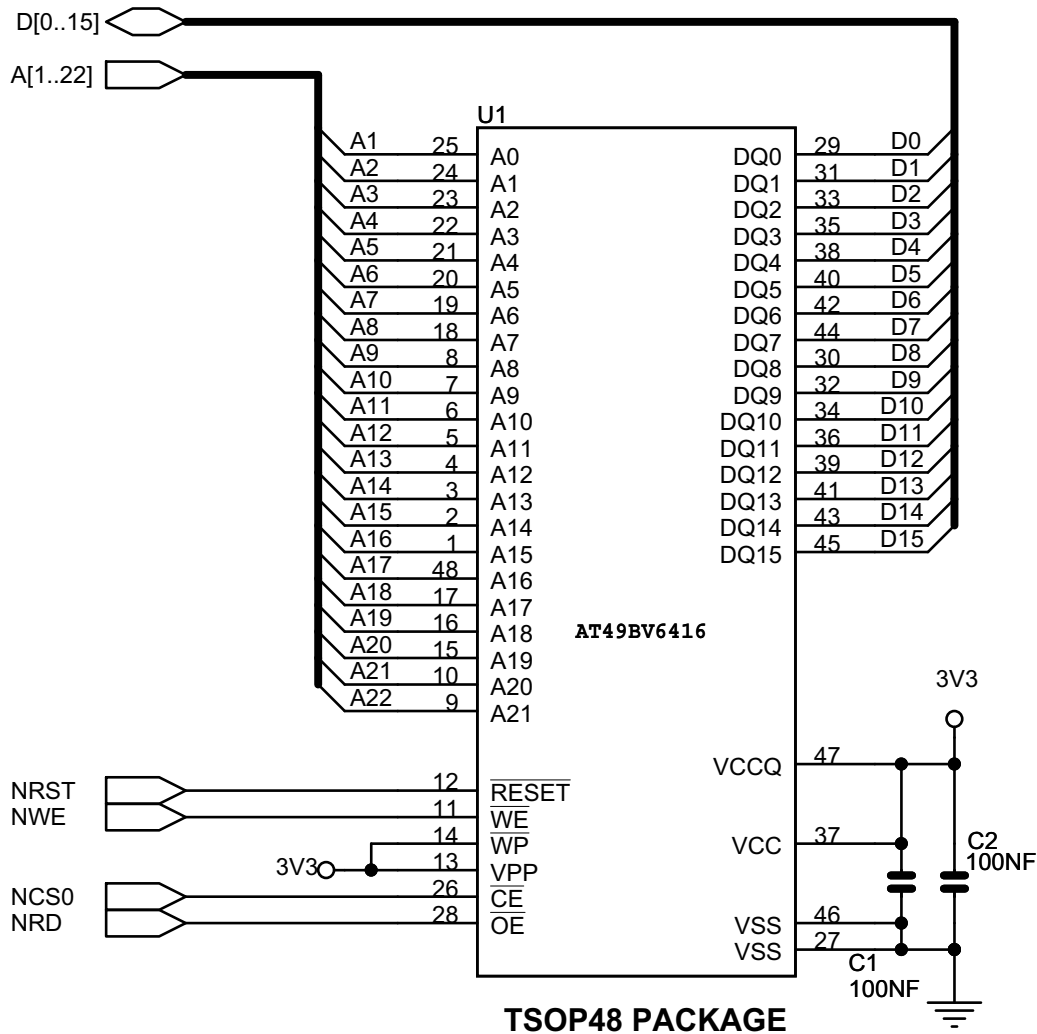 D[0..15]
A[1..22]
U1
A1 25 A0 DQ0 29 D0
A2 24 A1 DQ1 31 D1
A3 23 A2 DQ2 33 D2
A4 22 A3 DQ3 35 D3
A5 21 A4 DQ4 38 D4
A6 20 A5 DQ5 40 D5
A7 19 A6 DQ6 42 D6
A8 18 A7 DQ7 44 D7
A9 8 A8 DQ8 30 D8
A10 7 A9 DQ9 32 D9
A11 6 A10 DQ10 34 D10
A12 5 A11 DQ11 36 D11
A13 4 A12 DQ12 39 D12
A14 3 A13 DQ13 41 D13
A15 2 A14 DQ14 43 D14
A16 1 A15 DQ15 45 D15
A17 48 A16
A18 17 A17
A19 16 A18
AT49BV6416
A20 15 A19
A21 10 A20
A22 9 A21
3V3
VCCQ 47
NRST 12 RESET
NWE 11 WE
14 WP
VCC 37
C2
100NF
3V3 13 VPP
NCS0 26 CE
NRD 28 OE
VSS 46
VSS 27
C1
100NF
TSOP48 PACKAGE